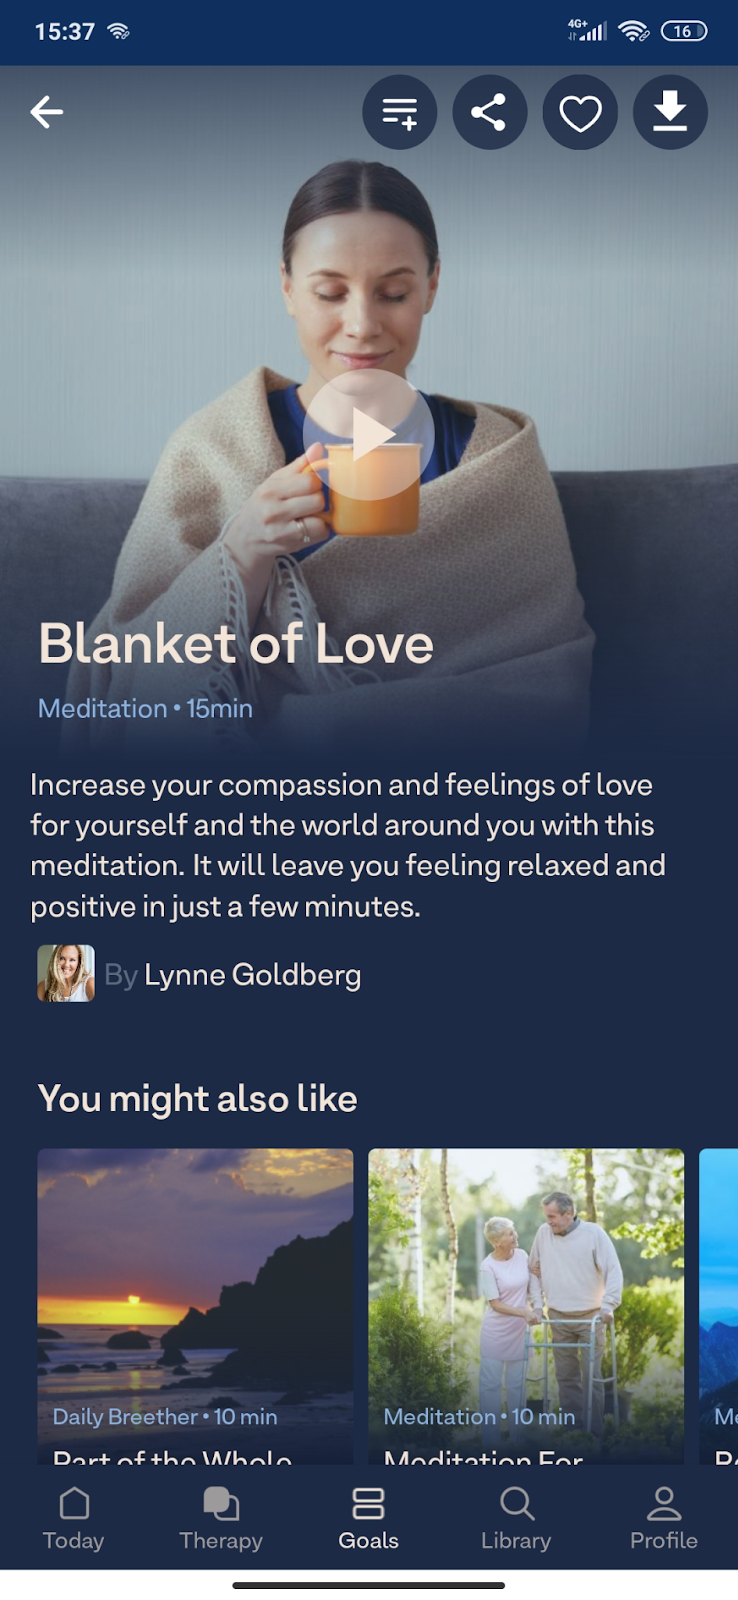 15:37
4G+
16
Blanket of Love
Meditation • 15min
Increase your compassion and feelings of love
for yourself and the world around you with this
meditation. It will leave you feeling relaxed and
positive in just a few minutes.
By Lynne Goldberg
You might also like
Daily Breether • 10 min
Meditation • 10 min
Part of the Whole
Meditation For
Today
Therapy
Goals
Library
Profile